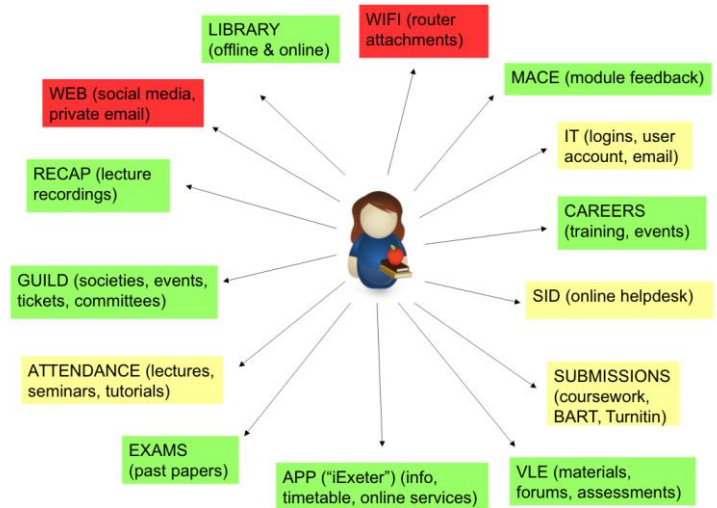 LIBRARY
(offline & online)
WIFI (router
attachments)
MACE (module feedback)
WEB (social media,
private email)
IT (logins, user
account, email)
RECAP (lecture
recordings)
CAREERS
(training, events)
GUILD (societies, events,
tickets, committees)
SID (online helpdesk)
ATTENDANCE (lectures,
seminars, tutorials)
SUBMISSIONS
(coursework,
BART, Turnitin)
EXAMS
(past papers)
APP (“iExeter”) (info,
timetable, online services)
VLE (materials,
forums, assessments)